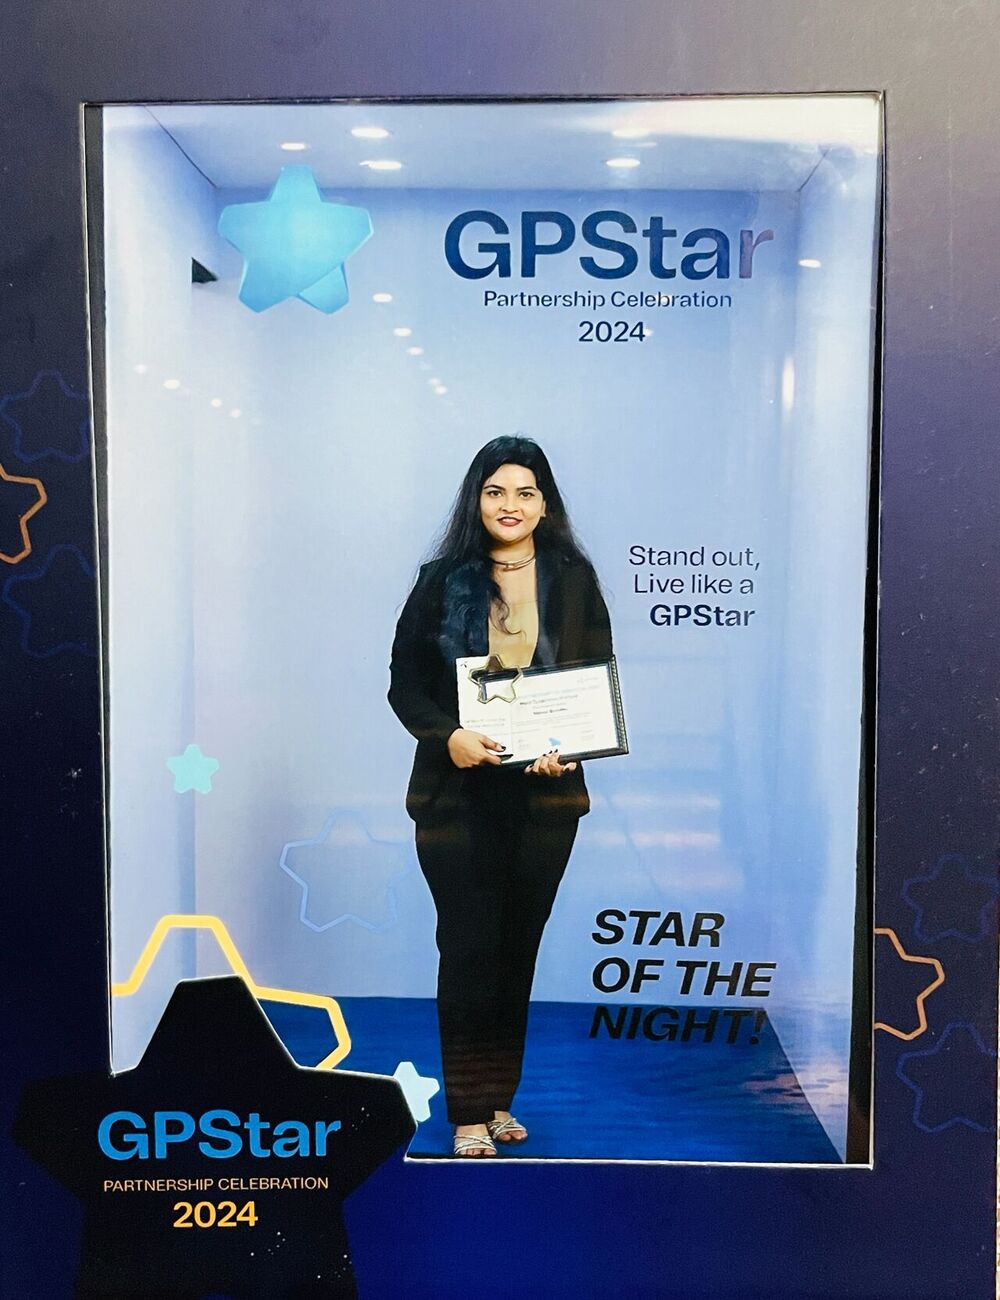 GPStar
Partnership Celebration
2024
Stand out,
Live like a
GPStar
STAR
OF THE
NIGHT!
GPStar
PARTNERSHIP CELEBRATION
2024